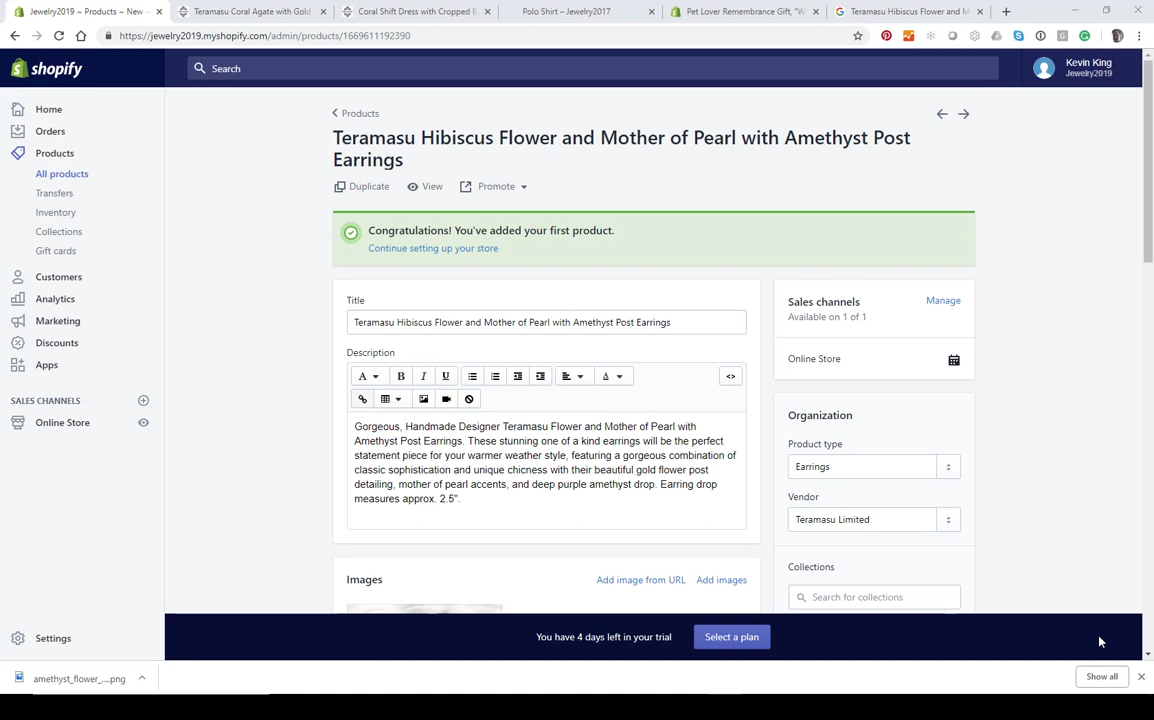 Jewelry2019 ~ Products ~ New
Teramasu Coral Agate with Gold
Coral Shift Dress with Cropped B
Polo Shirt – Jewelry2017
Pet Lover Remembrance Gift, "W
Teramasu Hibiscus Flower and M
https://jewelry2019.myshopify.com/admin/products/1669611192390
shopify
Search
Kevin King
Jewelry2019
Home
Orders
Products
All products
Transfers
Inventory
Collections
Gift cards
Customers
Analytics
Marketing
Discounts
Apps
SALES CHANNELS
Online Store
Settings
Products
Teramasu Hibiscus Flower and Mother of Pearl with Amethyst Post
Earrings
Duplicate View Promote
Congratulations! You've added your first product.
Continue setting up your store
Title
Teramasu Hibiscus Flower and Mother of Pearl with Amethyst Post Earrings
Description
A B I U A <>
Gorgeous, Handmade Designer Teramasu Flower and Mother of Pearl with
Amethyst Post Earrings. These stunning one of a kind earrings will be the perfect
statement piece for your warmer weather style, featuring a gorgeous combination of
classic sophistication and unique chicness with their beautiful gold flower post
detailing, mother of pearl accents, and deep purple amethyst drop. Earring drop
measures approx. 2.5".
Images Add image from URL Add images
Sales channels Manage
Available on 1 of 1
Online Store
Organization
Product type
Earrings
Vendor
Teramasu Limited
Collections
Search for collections
You have 4 days left in your trial Select a plan
amethyst_flower_....png
Show all